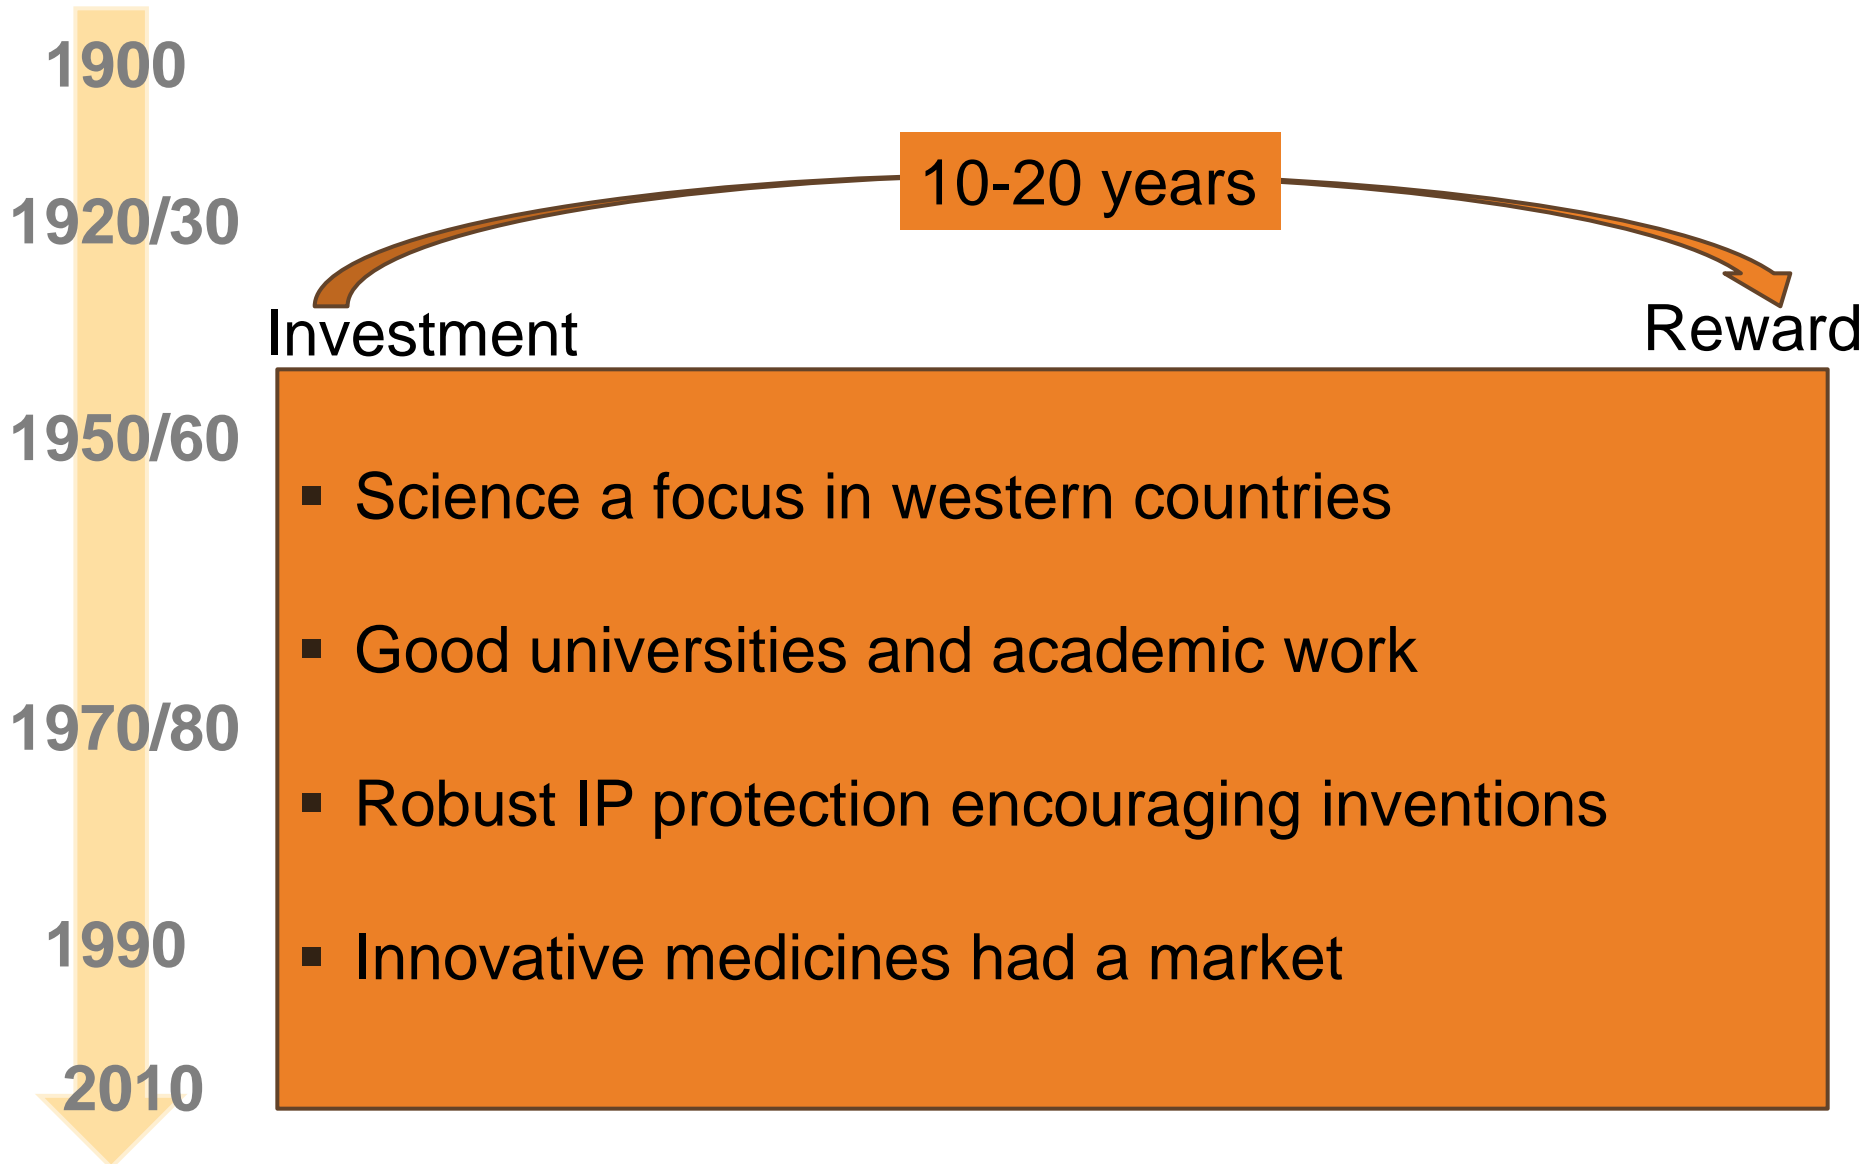 1900
1920/30
1950/60
1970/80
1990
2010
10-20 years
Investment
Reward
▪ Science a focus in western countries
▪ Good universities and academic work
▪ Robust IP protection encouraging inventions
▪ Innovative medicines had a market